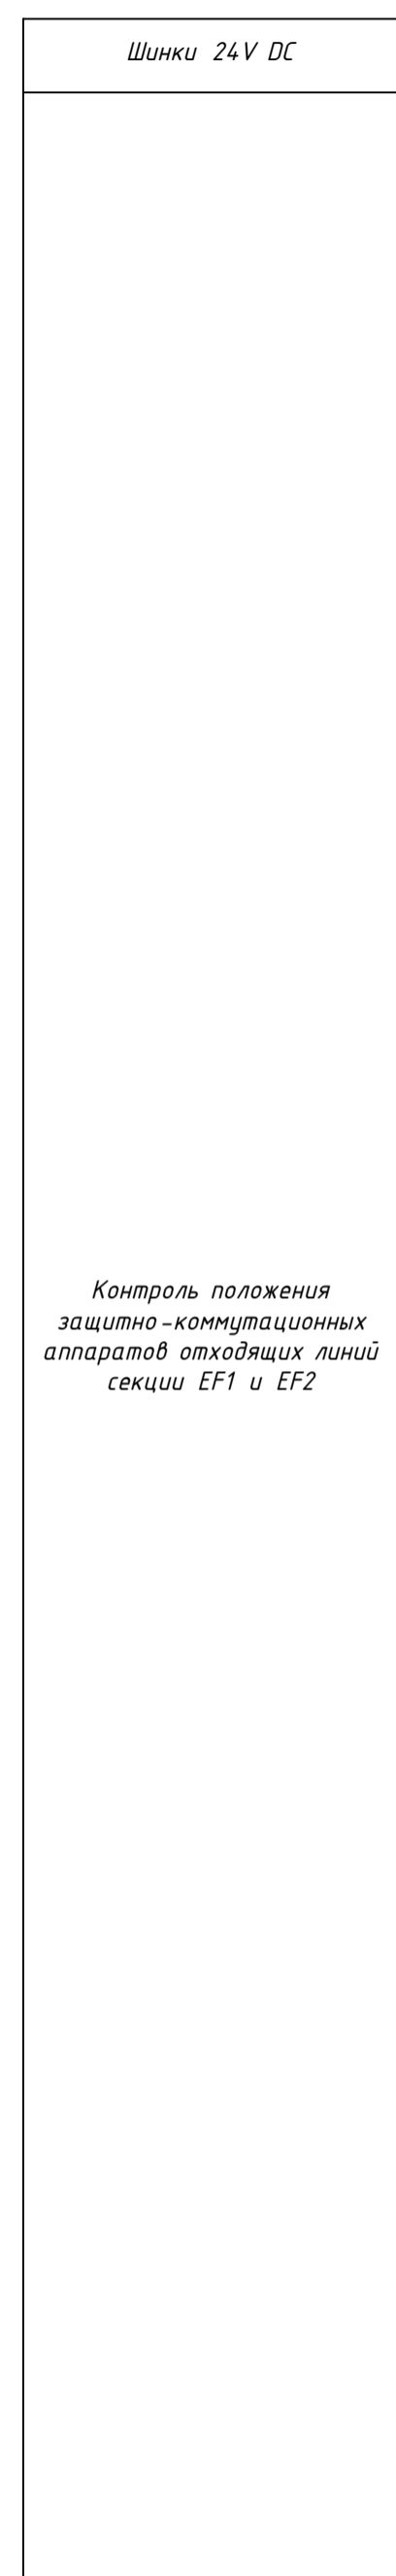 Шинки 24V DC
Контроль положения
защитно-коммутационных
аппаратов отходящих линий
секции EF1 и EF2